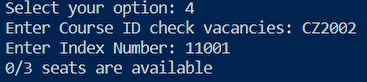 Select your option: 4
Enter Course ID check vacancies: CZ2002
Enter Index Number: 11001
0/3 seats are available